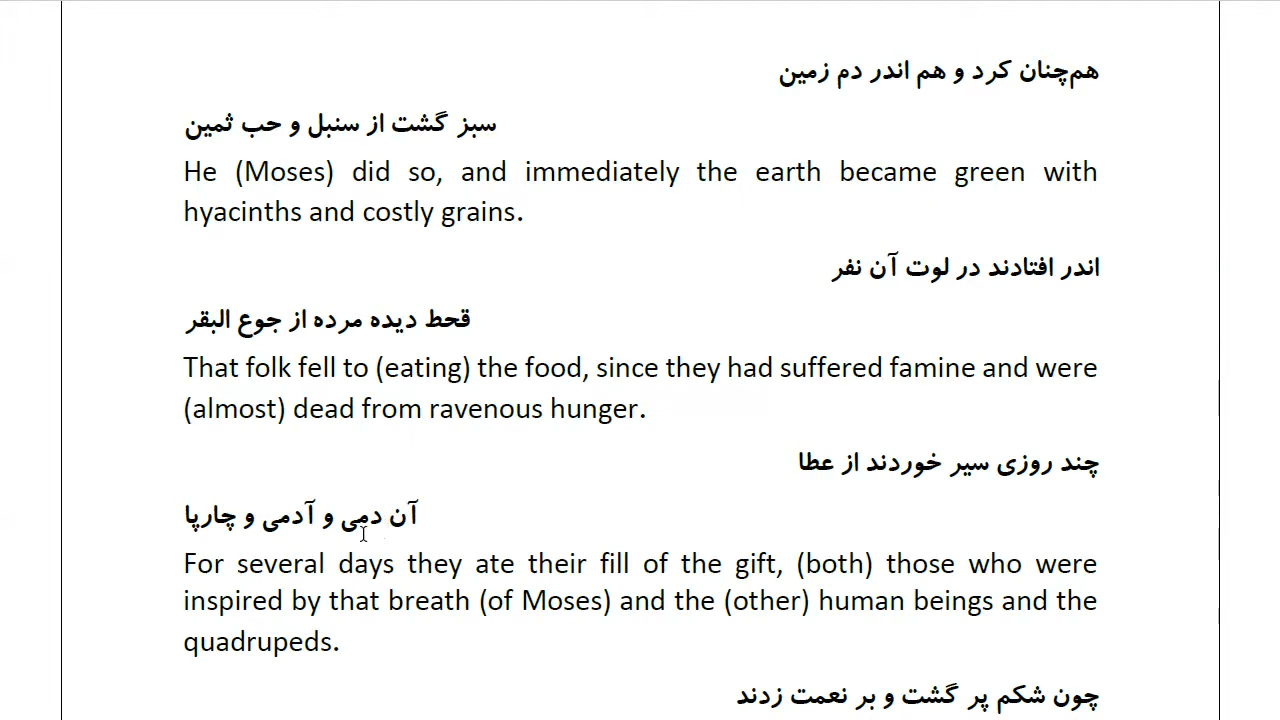 هم‌چنان کرد و هم اندر دم زمین
سبز گشت از سنبل و حب ثمین
He (Moses) did so, and immediately the earth became green with
hyacinths and costly grains.
اندر افتادند در لوت آن نفر
قحط دیده مرده از جوع البقر
That folk fell to (eating) the food, since they had suffered famine and were
(almost) dead from ravenous hunger.
چند روزی سیر خوردند از عطا
آن دمی و آدمی و چارپا
For several days they ate their fill of the gift, (both) those who were
inspired by that breath (of Moses) and the (other) human beings and the
quadrupeds.
چون شکم پر گشت و بر نعمت زدند